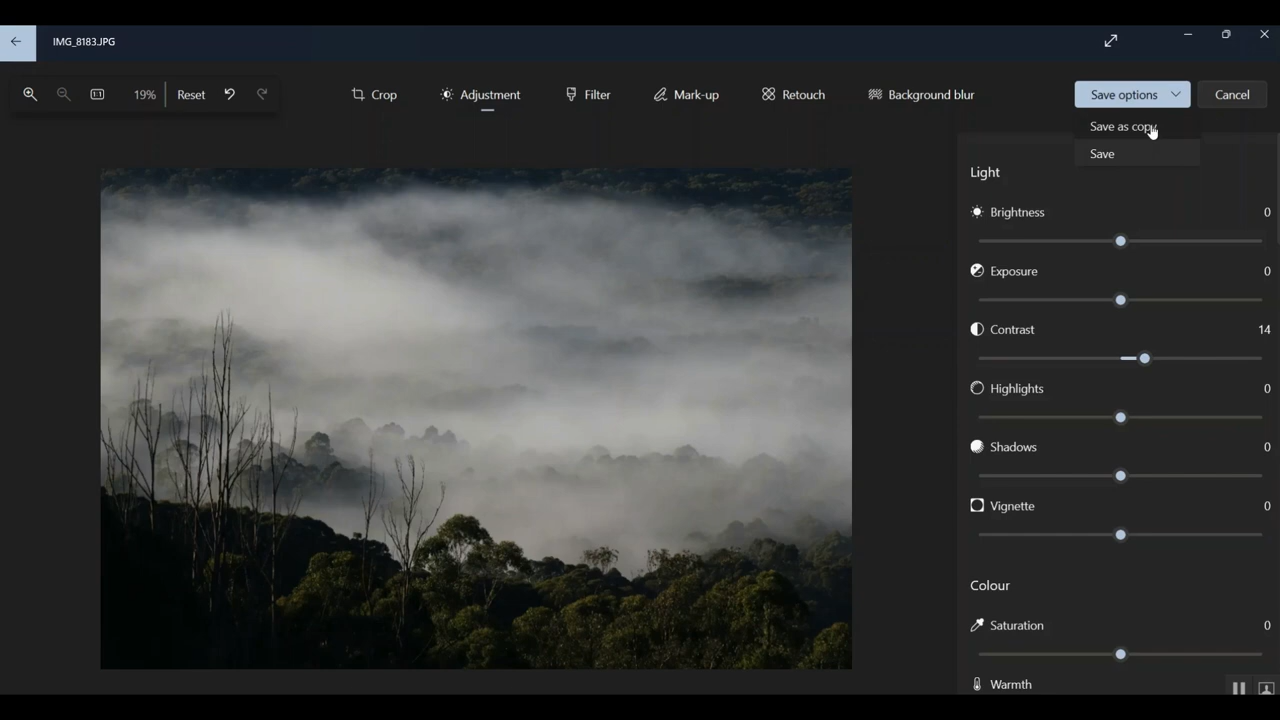 IMG_8183.JPG
19% Reset Crop Adjustment Filter Mark-up Retouch Background blur Save options Cancel
Save as copy
Save
Light
Brightness 0
Exposure 0
Contrast 14
Highlights 0
Shadows 0
Vignette 0
Colour
Saturation 0
Warmth